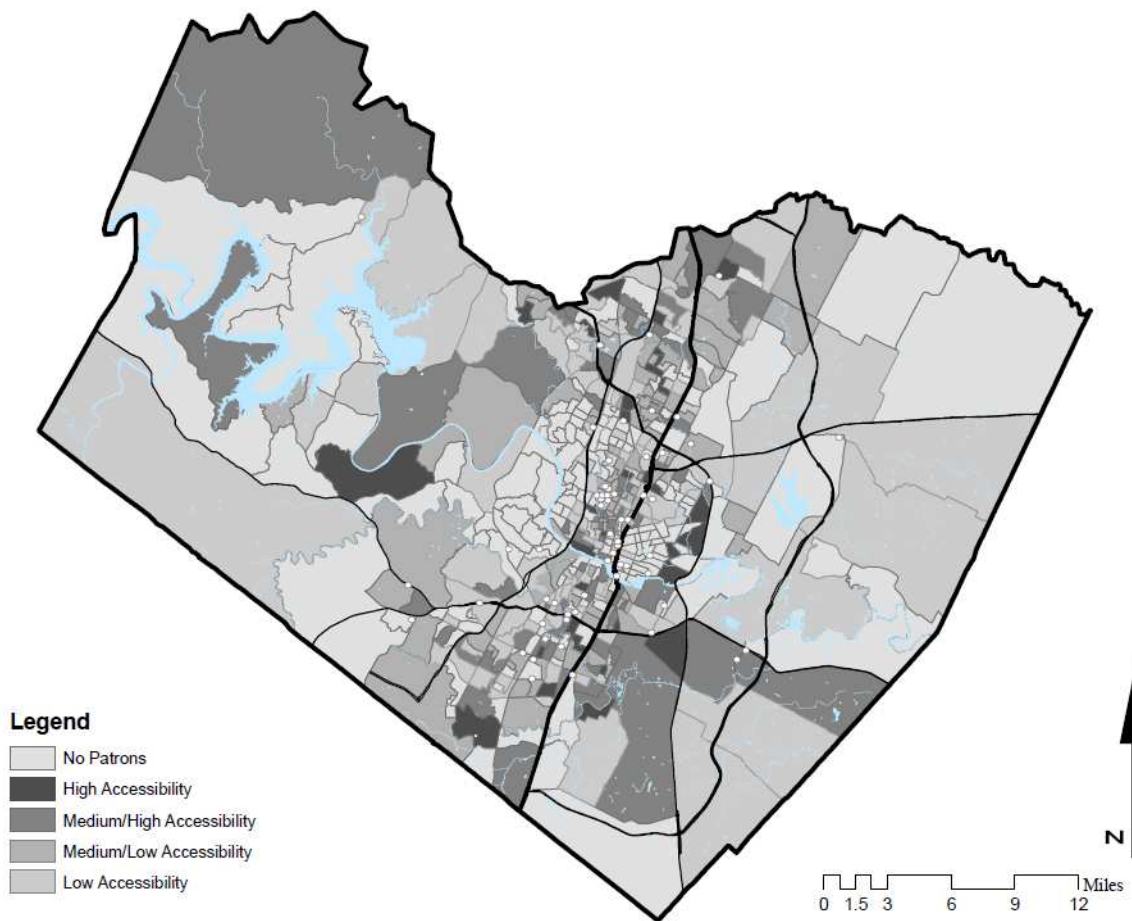 Legend
No Patrons
High Accessibility
Medium/High Accessibility
Medium/Low Accessibility
Low Accessibility
N
Miles
0 1.5 3 6 9 12